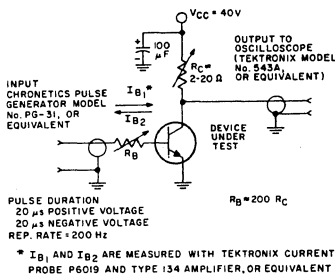 VCC = 40V
100
µF
+
-
RC=
2-20 Ω
OUTPUT TO
OSCILLOSCOPE
(TEKTRONIX MODEL
No. 543A,
OR EQUIVALENT)
INPUT
CHRONETICS PULSE
GENERATOR MODEL
No. PG-31, OR
EQUIVALENT
IB1*
IB2
DEVICE
UNDER
TEST
RB
PULSE DURATION
20 µs POSITIVE VOLTAGE
20 µs NEGATIVE VOLTAGE
REP. RATE = 200 Hz
RB=200 RC
* IB1 AND IB2 ARE MEASURED WITH TEKTRONIX CURRENT
PROBE P6019 AND TYPE 134 AMPLIFIER, OR EQUIVALENT